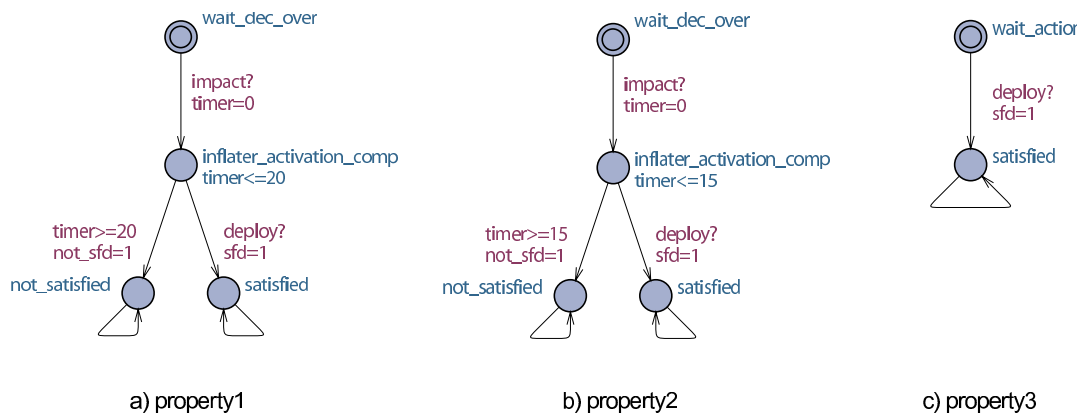 wait_dec_over
impact?
timer=0
inflater_activation_comp
timer<=20
timer>=20
not_sfd=1
deploy?
sfd=1
not_satisfied
satisfied
a) property1
wait_dec_over
impact?
timer=0
inflater_activation_comp
timer<=15
timer>=15
not_sfd=1
deploy?
sfd=1
not_satisfied
satisfied
b) property2
wait_action
deploy?
sfd=1
satisfied
c) property3